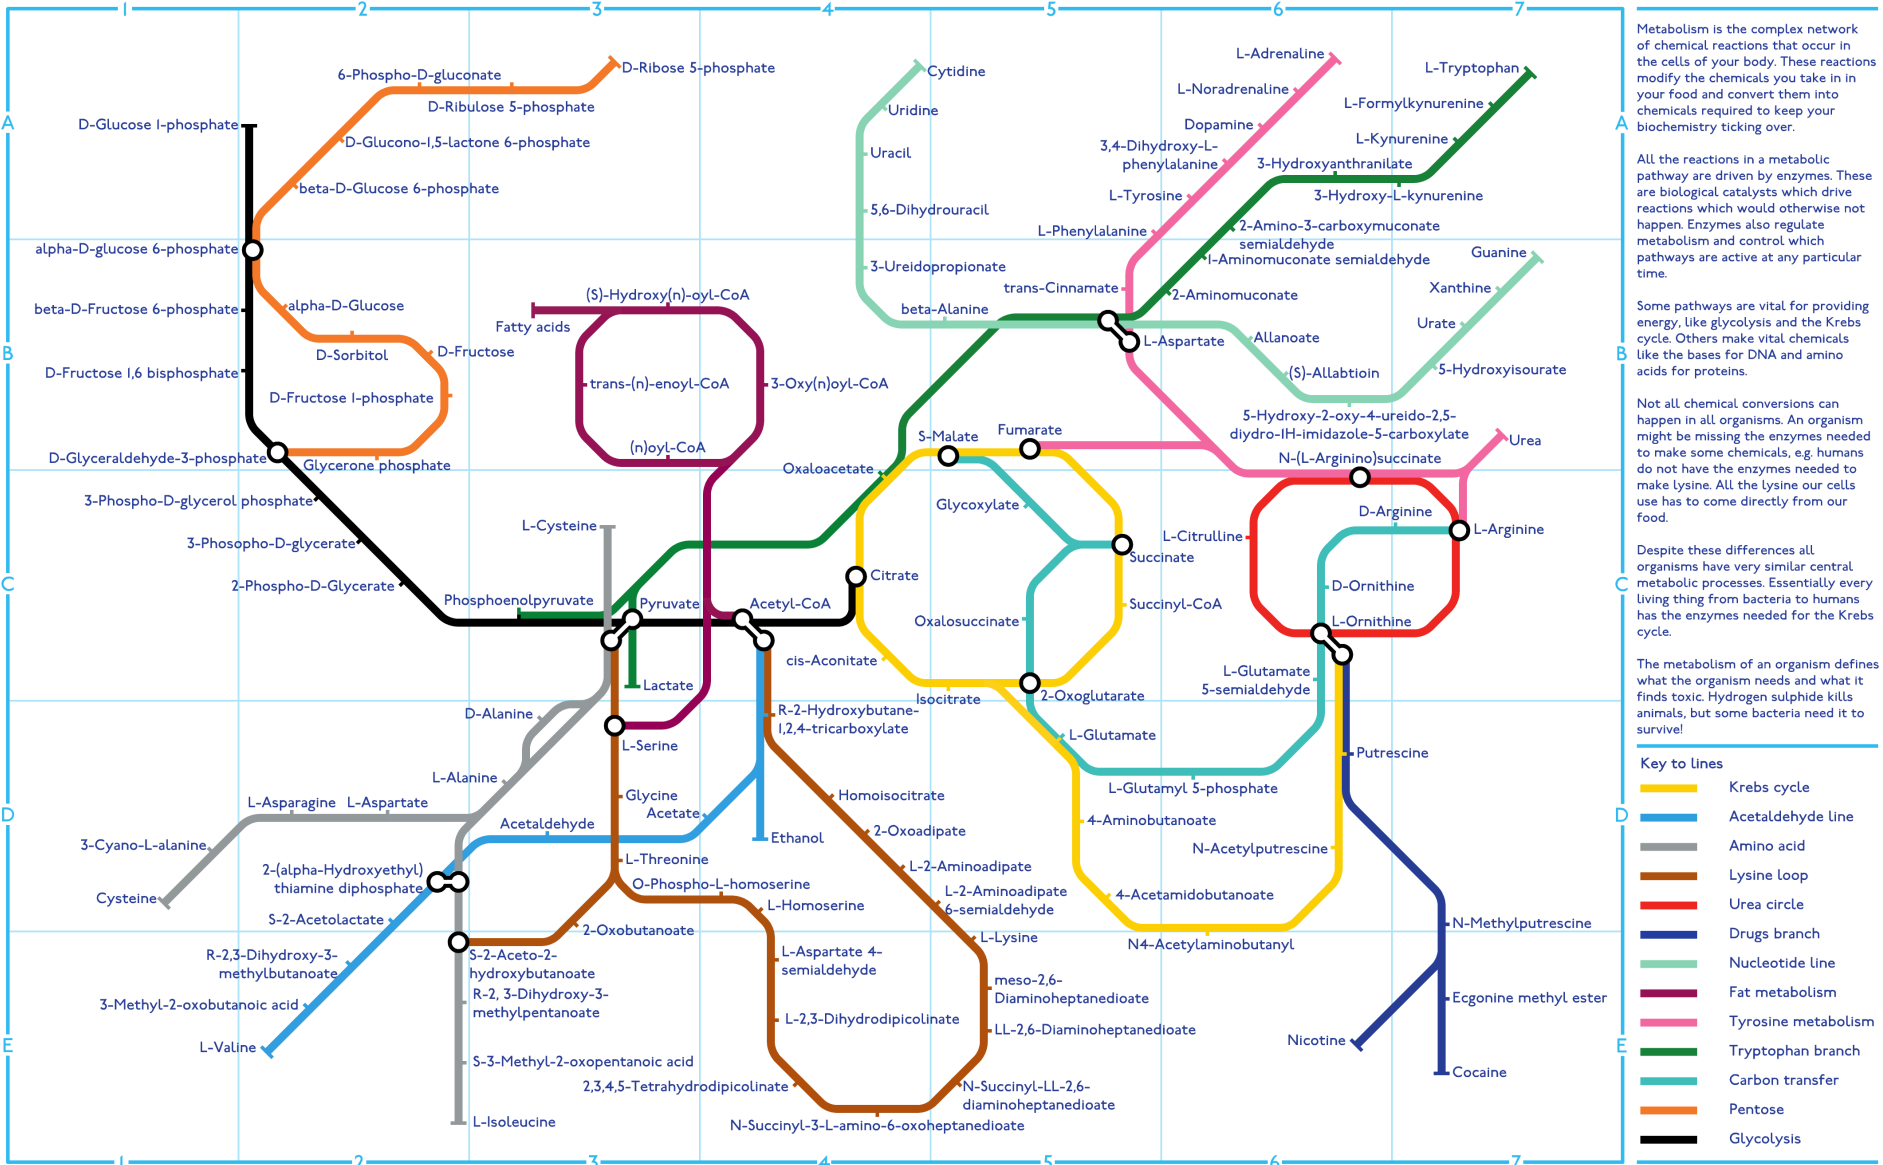 1
2
3
4
5
6
7
A
B
C
D
E
A
B
C
D
E
1
2
3
4
5
6
7
D-Ribose 5-phosphate
6-Phospho-D-gluconate
D-Ribulose 5-phosphate
D-Glucose 1-phosphate
D-Glucono-1,5-lactone 6-phosphate
beta-D-Glucose 6-phosphate
alpha-D-glucose 6-phosphate
beta-D-Fructose 6-phosphate
alpha-D-Glucose
D-Sorbitol
D-Fructose
D-Fructose 1,6 bisphosphate
D-Fructose 1-phosphate
D-Glyceraldehyde-3-phosphate
Glycerone phosphate
3-Phospho-D-glycerol phosphate
3-Phosopho-D-glycerate
2-Phospho-D-Glycerate
Phosphoenolpyruvate
(S)-Hydroxy(n)-oyl-CoA
Fatty acids
trans-(n)-enoyl-CoA
3-Oxy(n)oyl-CoA
(n)oyl-CoA
L-Cysteine
Pyruvate
Acetyl-CoA
Lactate
Cytidine
Uridine
Uracil
5,6-Dihydrouracil
3-Ureidopropionate
beta-Alanine
L-Adrenaline
L-Noradrenaline
Dopamine
3,4-Dihydroxy-L-
phenylalanine
L-Tyrosine
L-Phenylalanine
trans-Cinnamate
L-Tryptophan
L-Formylkynurenine
L-Kynurenine
3-Hydroxyanthranilate
3-Hydroxy-L-kynurenine
2-Amino-3-carboxymuconate
semialdehyde
1-Aminomuconate semialdehyde
2-Aminomuconate
Guanine
Xanthine
Urate
5-Hydroxyisourate
L-Aspartate
Allanoate
(S)-Allabtioin
5-Hydroxy-2-oxy-4-ureido-2,5-
diydro-1H-imidazole-5-carboxylate
Urea
N-(L-Arginino)succinate
S-Malate
Fumarate
Oxaloacetate
Glycoxylate
Citrate
Succinate
Succinyl-CoA
Oxalosuccinate
cis-Aconitate
Isocitrate
2-Oxoglutarate
L-Citrulline
D-Arginine
L-Arginine
D-Ornithine
L-Ornithine
L-Glutamate
5-semialdehyde
L-Glutamate
L-Glutamyl 5-phosphate
Putrescine
4-Aminobutanoate
N-Acetylputrescine
4-Acetamidobutanoate
N4-Acetylaminobutanyl
N-Methylputrescine
Ecgonine methyl ester
Nicotine
Cocaine
D-Alanine
L-Serine
R-2-Hydroxybutane-
1,2,4-tricarboxylate
L-Alanine
L-Asparagine
L-Aspartate
3-Cyano-L-alanine
Cysteine
Glycine
Acetate
Acetaldehyde
Ethanol
Homoisocitrate
2-Oxoadipate
2-(alpha-Hydroxyethyl)
thiamine diphosphate
L-Threonine
L-2-Aminoadipate
O-Phospho-L-homoserine
L-Homoserine
L-2-Aminoadipate
6-semialdehyde
S-2-Acetolactate
2-Oxobutanoate
L-Lysine
R-2,3-Dihydroxy-3-
methylbutanoate
S-2-Aceto-2-
hydroxybutanoate
L-Aspartate 4-
semialdehyde
3-Methyl-2-oxobutanoic acid
R-2, 3-Dihydroxy-3-
methylpentanoate
meso-2,6-
Diaminoheptanedioate
L-2,3-Dihydrodipicolinate
LL-2,6-Diaminoheptanedioate
L-Valine
S-3-Methyl-2-oxopentanoic acid
2,3,4,5-Tetrahydrodipicolinate
N-Succinyl-LL-2,6-
diaminoheptanedioate
L-Isoleucine
N-Succinyl-3-L-amino-6-oxoheptanedioate
Metabolism is the complex network
of chemical reactions that occur in
the cells of your body. These reactions
modify the chemicals you take in in
your food and convert them into
chemicals required to keep your
biochemistry ticking over.
All the reactions in a metabolic
pathway are driven by enzymes. These
are biological catalysts which drive
reactions which would otherwise not
happen. Enzymes also regulate
metabolism and control which
pathways are active at any particular
time.
Some pathways are vital for providing
energy, like glycolysis and the Krebs
cycle. Others make vital chemicals
like the bases for DNA and amino
acids for proteins.
Not all chemical conversions can
happen in all organisms. An organism
might be missing the enzymes needed
to make some chemicals, e.g. humans
do not have the enzymes needed to
make lysine. All the lysine our cells
use has to come directly from our
food.
Despite these differences all
organisms have very similar central
metabolic processes. Essentially every
living thing from bacteria to humans
has the enzymes needed for the Krebs
cycle.
The metabolism of an organism defines
what the organism needs and what it
finds toxic. Hydrogen sulphide kills
animals, but some bacteria need it to
survive!
Key to lines
Krebs cycle
Acetaldehyde line
Amino acid
Lysine loop
Urea circle
Drugs branch
Nucleotide line
Fat metabolism
Tyrosine metabolism
Tryptophan branch
Carbon transfer
Pentose
Glycolysis